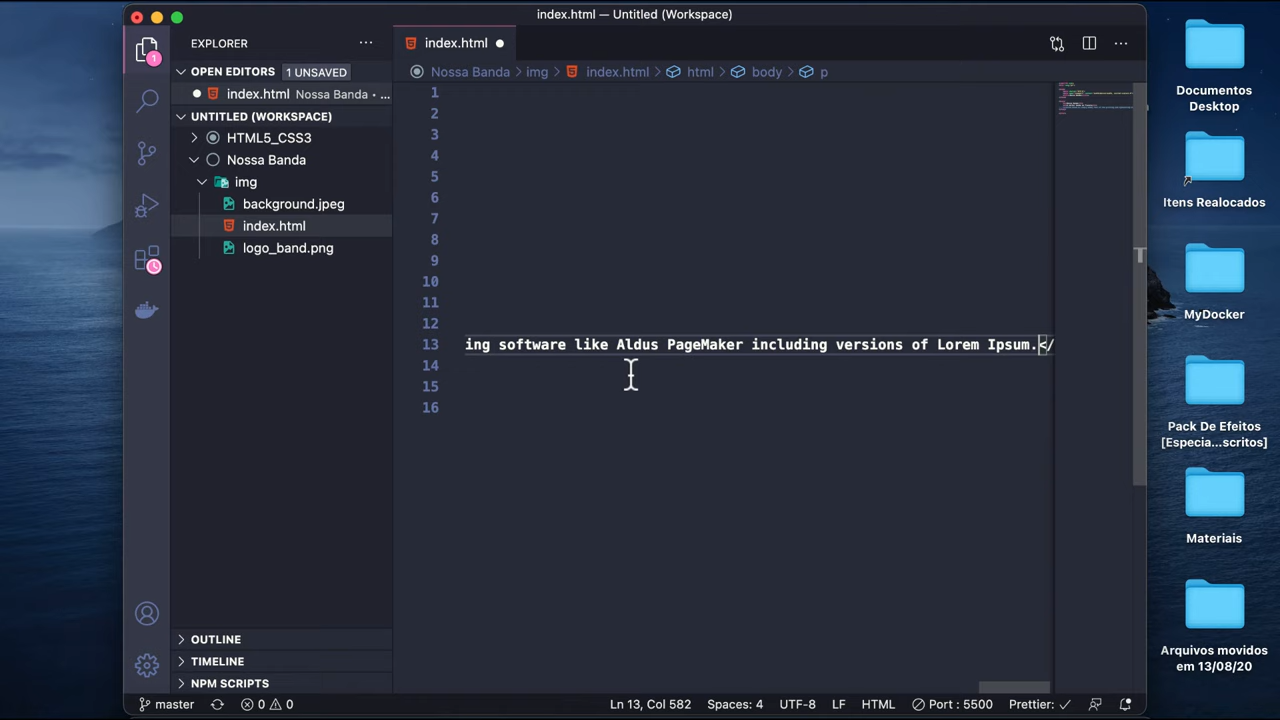 index.html — Untitled (Workspace)
EXPLORER
index.html
OPEN EDITORS 1 UNSAVED
index.html Nossa Banda • ...
Nossa Banda > img > index.html > html > body > p
UNTITLED (WORKSPACE)
HTML5_CSS3
Nossa Banda
img
background.jpeg
index.html
logo_band.png
1
2
3
4
5
6
7
8
9
10
11
12
13 ing software like Aldus PageMaker including versions of Lorem Ipsum.</
14
15
16
OUTLINE
TIMELINE
NPM SCRIPTS
master 0 0 Ln 13, Col 582 Spaces: 4 UTF-8 LF HTML Port : 5500 Prettier: ✓
1
Documentos
Desktop
Itens Realocados
MyDocker
Pack De Efeitos
[Especia...scritos]
Materiais
Arquivos movidos
em 13/08/20